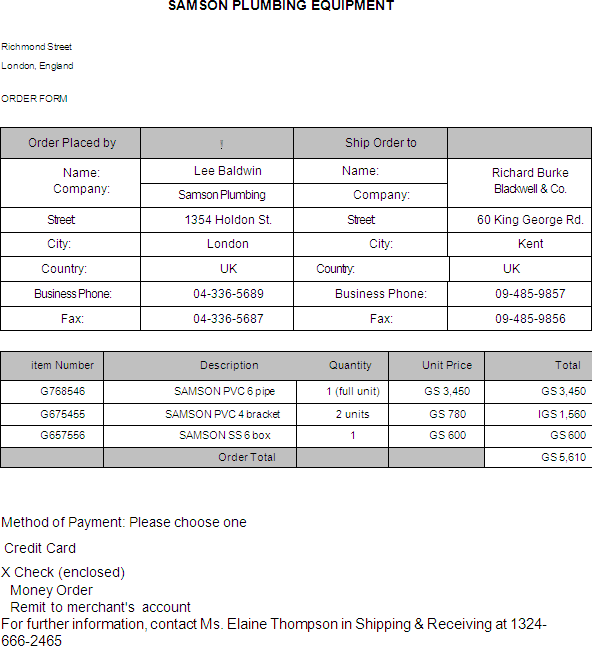 SAMSON PLUMBING EQUIPMENT
Richmond Street
London, England
ORDER FORM
Order Placed by ! Ship Order to
Name: Lee Baldwin Name: Richard Burke
Company: Samson Plumbing Company: Blackwell & Co.
Street: 1354 Holdon St. Street: 60 King George Rd.
City: London City: Kent
Country: UK Country: UK
Business Phone: 04-336-5689 Business Phone: 09-485-9857
Fax: 04-336-5687 Fax: 09-485-9856
item Number Description Quantity Unit Price Total
G768546 SAMSON PVC 6 pipe 1 (full unit) GS 3,450 GS 3,450
G675455 SAMSON PVC 4 bracket 2 units GS 780 IGS 1,560
G657556 SAMSON SS 6 box 1 GS 600 GS 600
Order Total GS 5,610
Method of Payment: Please choose one
Credit Card
X Check (enclosed)
Money Order
Remit to merchant's account
For further information, contact Ms. Elaine Thompson in Shipping & Receiving at 1324-
666-2465